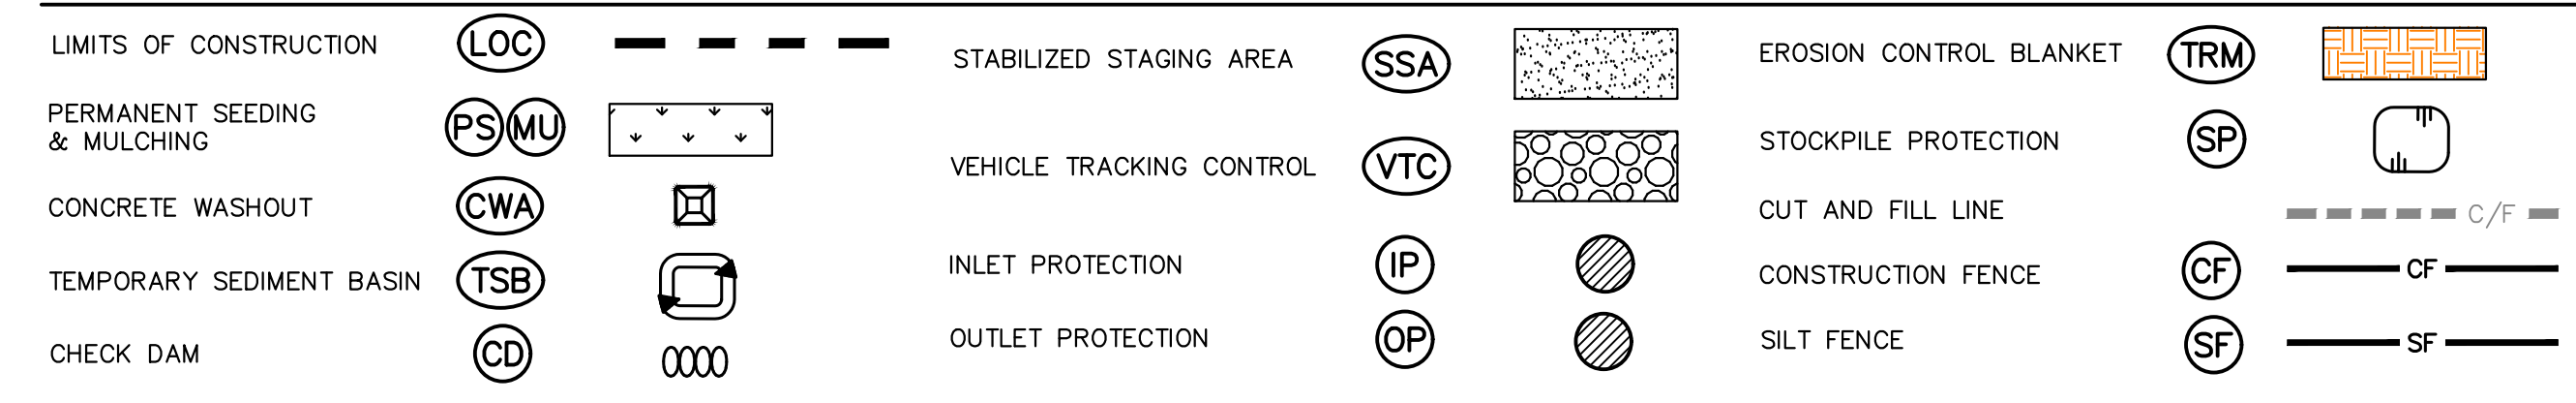 LIMITS OF CONSTRUCTION LOC
PERMANENT SEEDING
& MULCHING PS MU
CONCRETE WASHOUT CWA
TEMPORARY SEDIMENT BASIN TSB
CHECK DAM CD
STABILIZED STAGING AREA SSA
VEHICLE TRACKING CONTROL VTC
INLET PROTECTION IP
OUTLET PROTECTION OP
EROSION CONTROL BLANKET TRM
STOCKPILE PROTECTION SP
CUT AND FILL LINE C/F
CONSTRUCTION FENCE CF CF
SILT FENCE SF SF